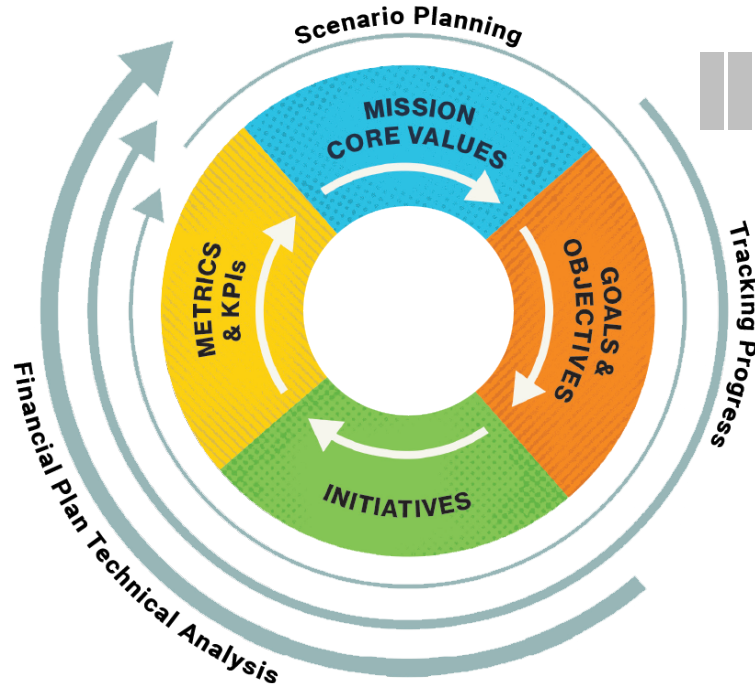 Scenario Planning
MISSION
CORE VALUES
GOALS &
OBJECTIVES
Tracking Progress
INITIATIVES
METRICS
& KPIs
Financial Plan Technical Analysis